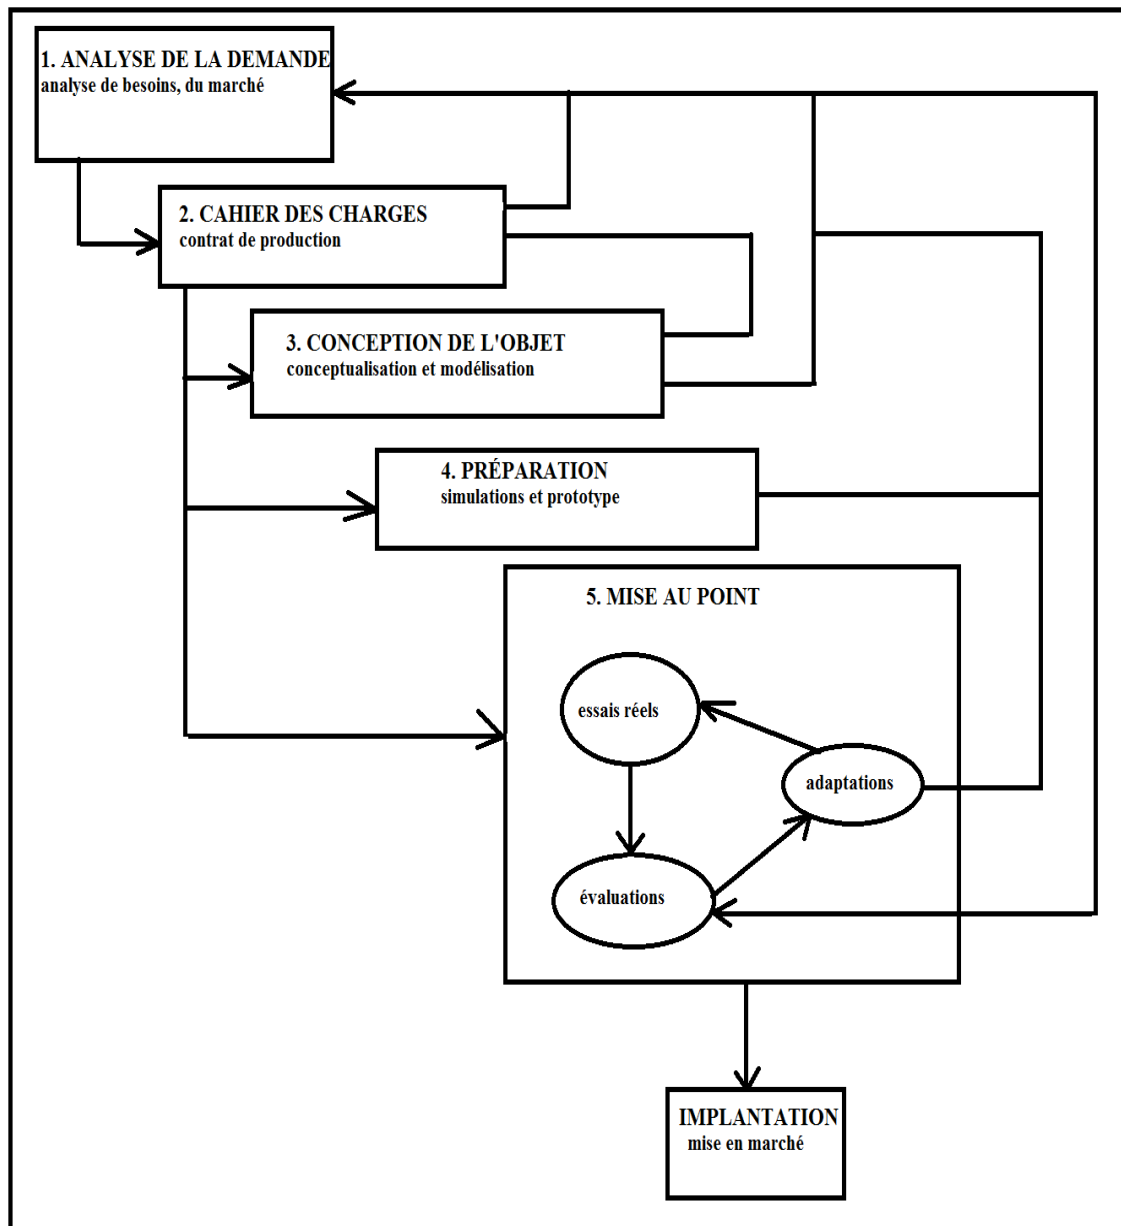 1. ANALYSE DE LA DEMANDE
analyse de besoins, du marché
2. CAHIER DES CHARGES
contrat de production
3. CONCEPTION DE L'OBJET
conceptualisation et modélisation
4. PRÉPARATION
simulations et prototype
5. MISE AU POINT
essais réels
adaptations
évaluations
IMPLANTATION
mise en marché